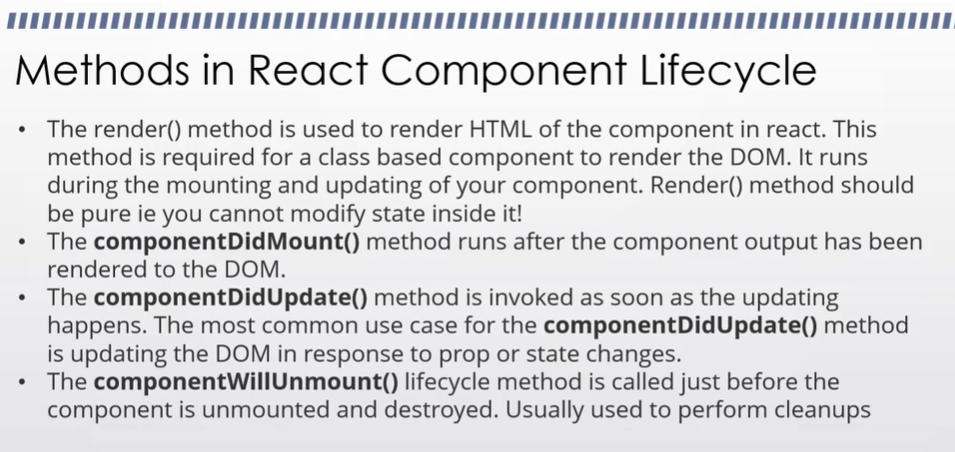 Methods in React Component Lifecycle
• The render() method is used to render HTML of the component in react. This
method is required for a class based component to render the DOM. It runs
during the mounting and updating of your component. Render() method should
be pure ie you cannot modify state inside it!
• The componentDidMount() method runs after the component output has been
rendered to the DOM.
• The componentDidUpdate() method is invoked as soon as the updating
happens. The most common use case for the componentDidUpdate() method
is updating the DOM in response to prop or state changes.
• The componentWillUnmount() lifecycle method is called just before the
component is unmounted and destroyed. Usually used to perform cleanups